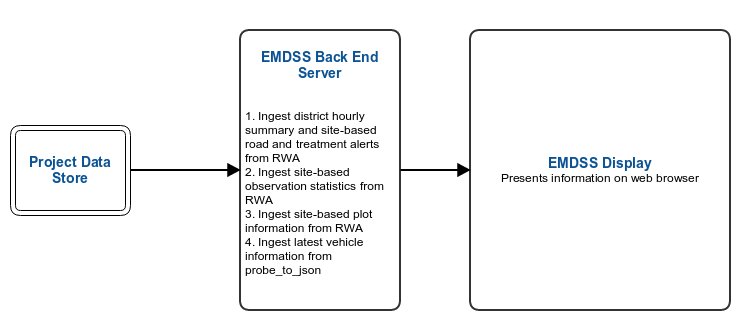 Project Data
Store
EMDSS Back End
Server
1. Ingest district hourly
summary and site-based
road and treatment alerts
from RWA
2. Ingest site-based
observation statistics from
RWA
3. Ingest site-based plot
information from RWA
4. Ingest latest vehicle
information from
probe_to_json
EMDSS Display
Presents information on web browser